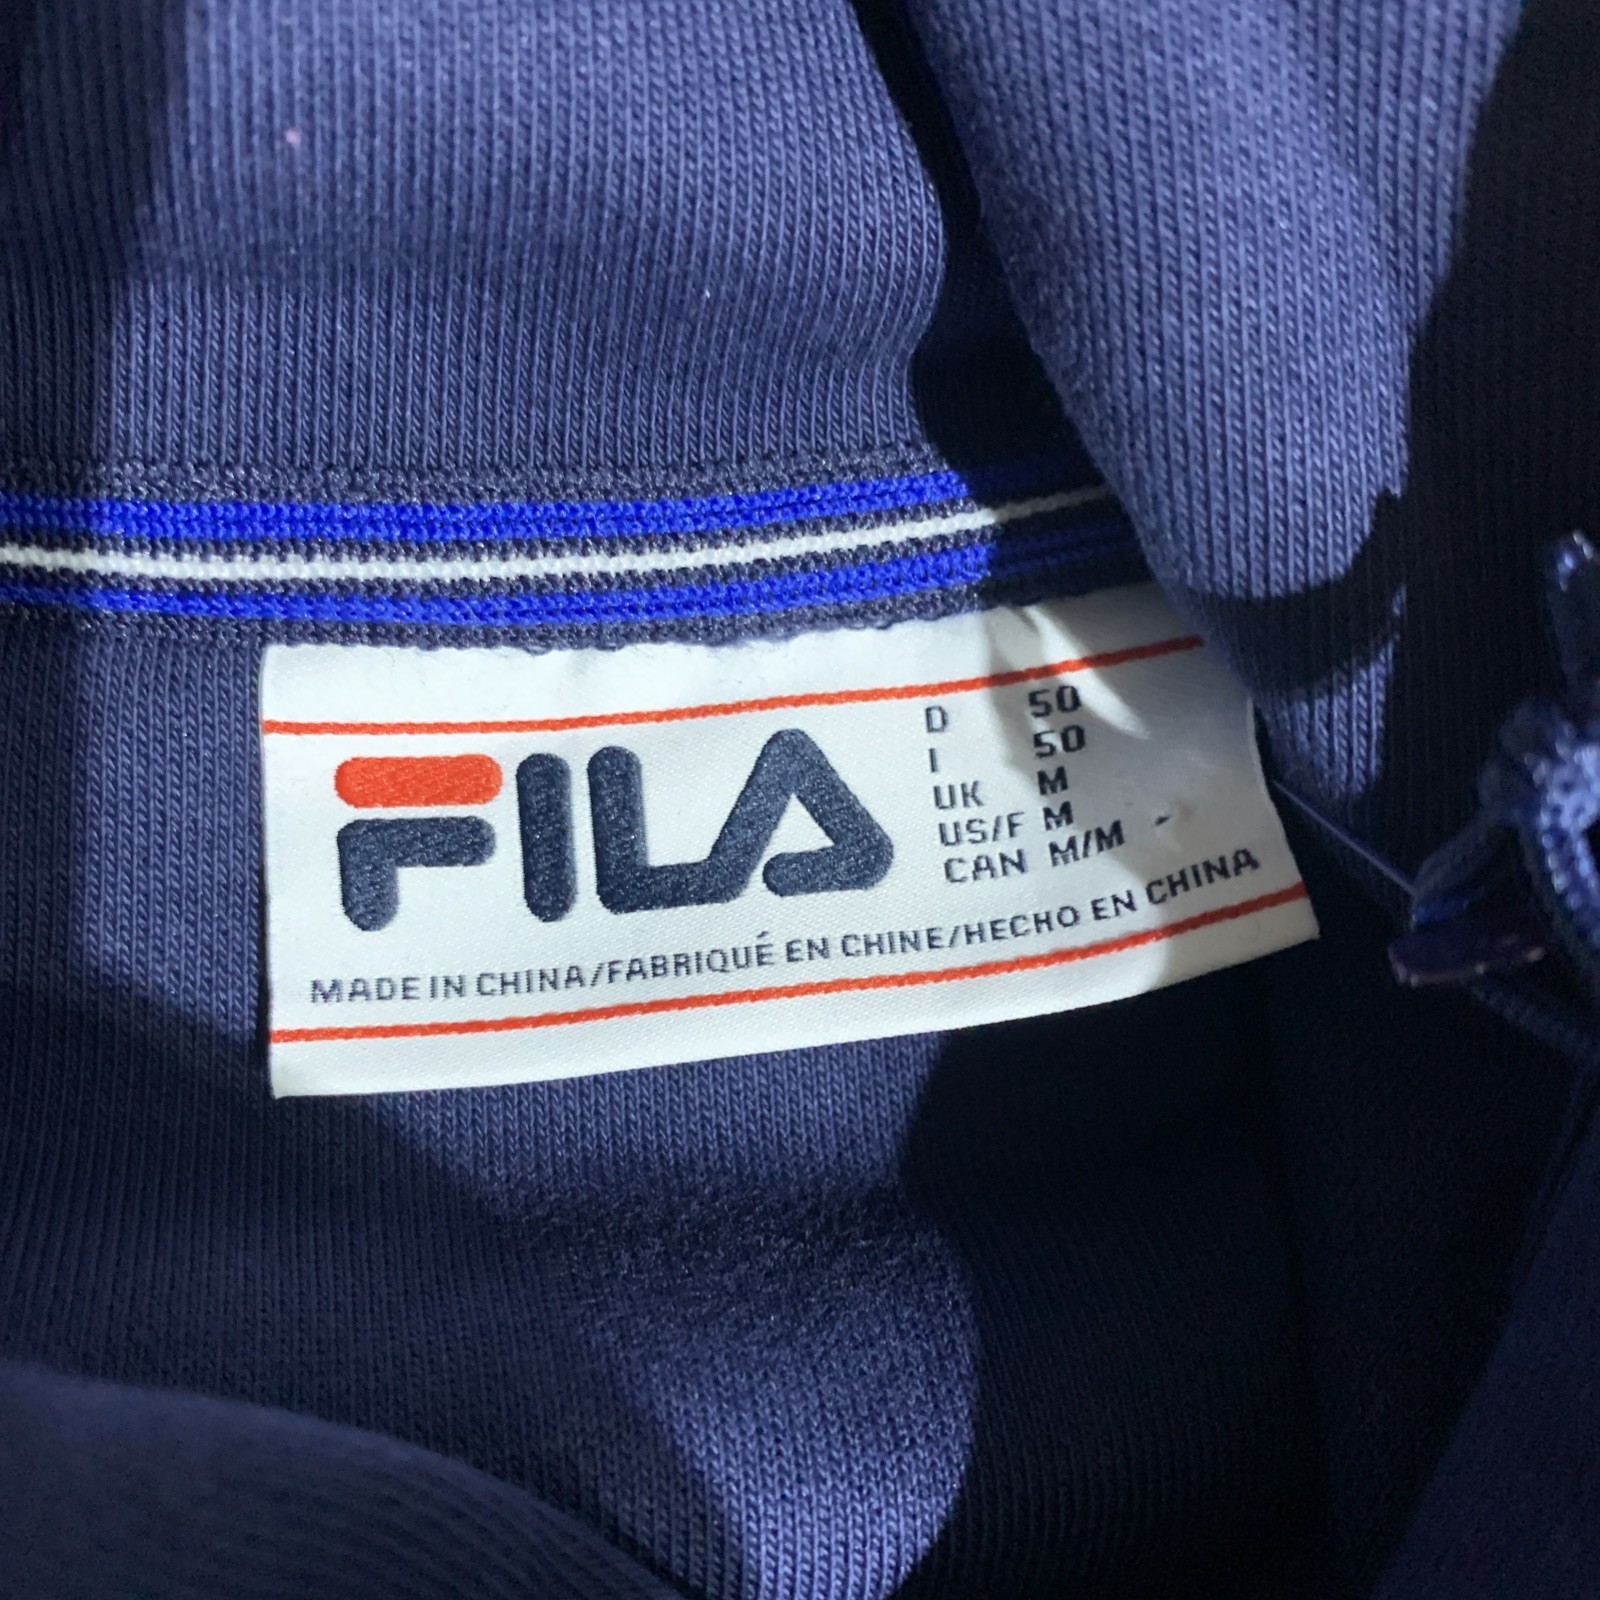 FILA
D 50
I 50
UK M
US/F M
CAN M/M
MADE IN CHINA/FABRIQUÉ EN CHINE/HECHO EN CHINA